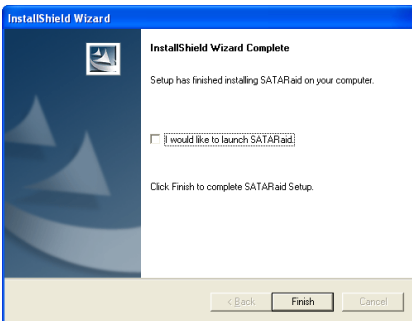 InstallShield Wizard
InstallShield Wizard Complete
Setup has finished installing SATARaid on your computer.
I would like to launch SATARaid.
Click Finish to complete SATARaid Setup.
< Back
Finish
Cancel